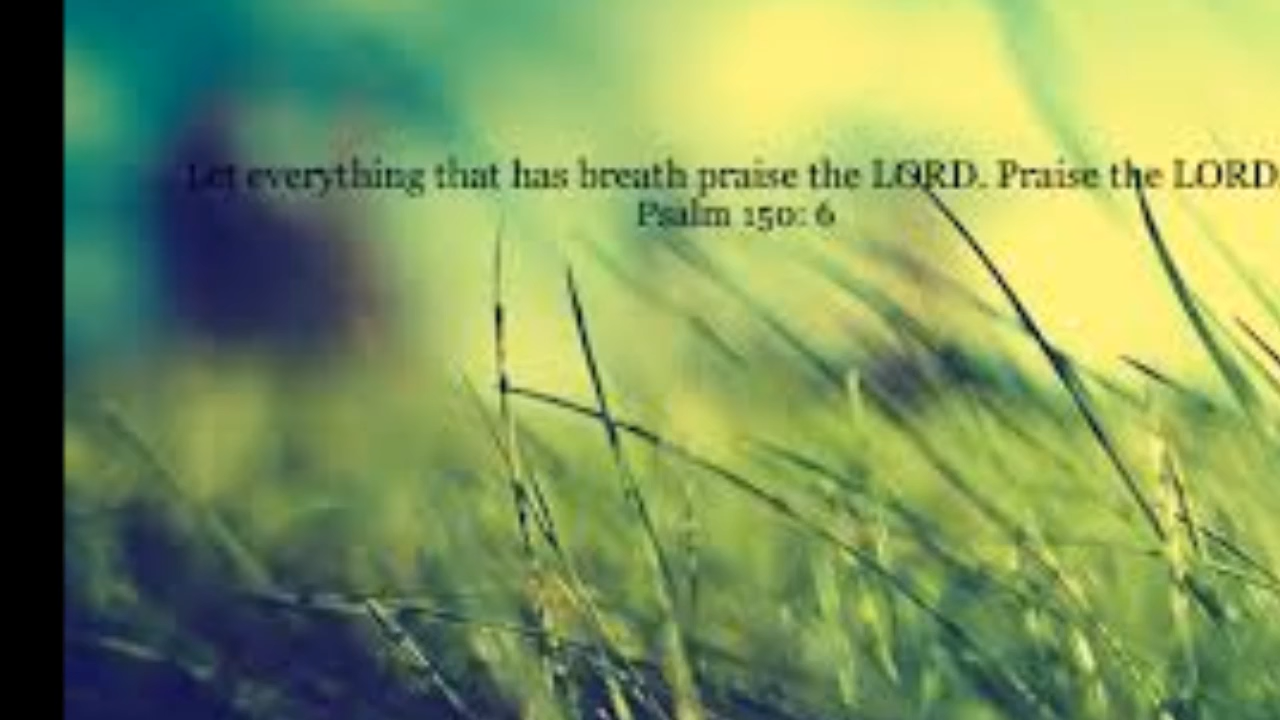 Let everything that has breath praise the LORD. Praise the LORD
Psalm 150: 6